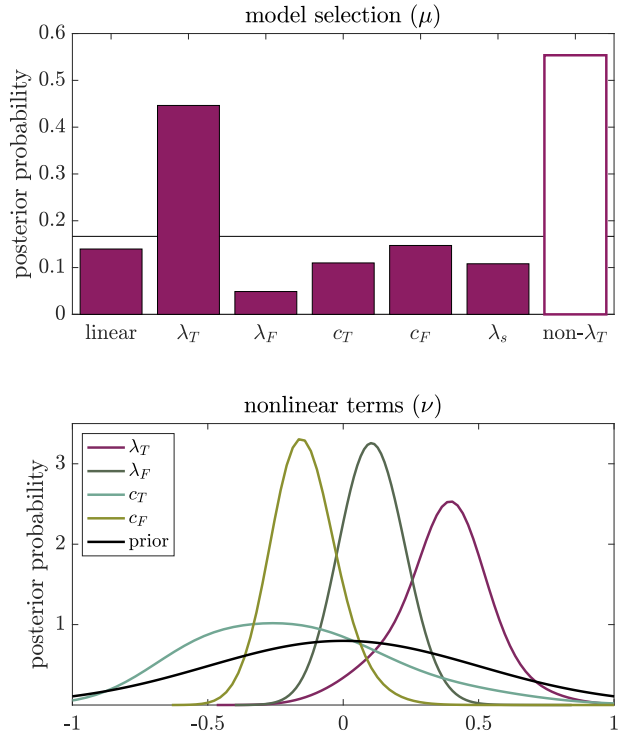 model selection (μ)
posterior probability
0.6
0.5
0.4
0.3
0.2
0.1
0
linear λ_T λ_F c_T c_F λ_s non-λ_T
nonlinear terms (ν)
posterior probability
3
2
1
λ_T
λ_F
c_T
c_F
prior
-1 -0.5 0 0.5 1